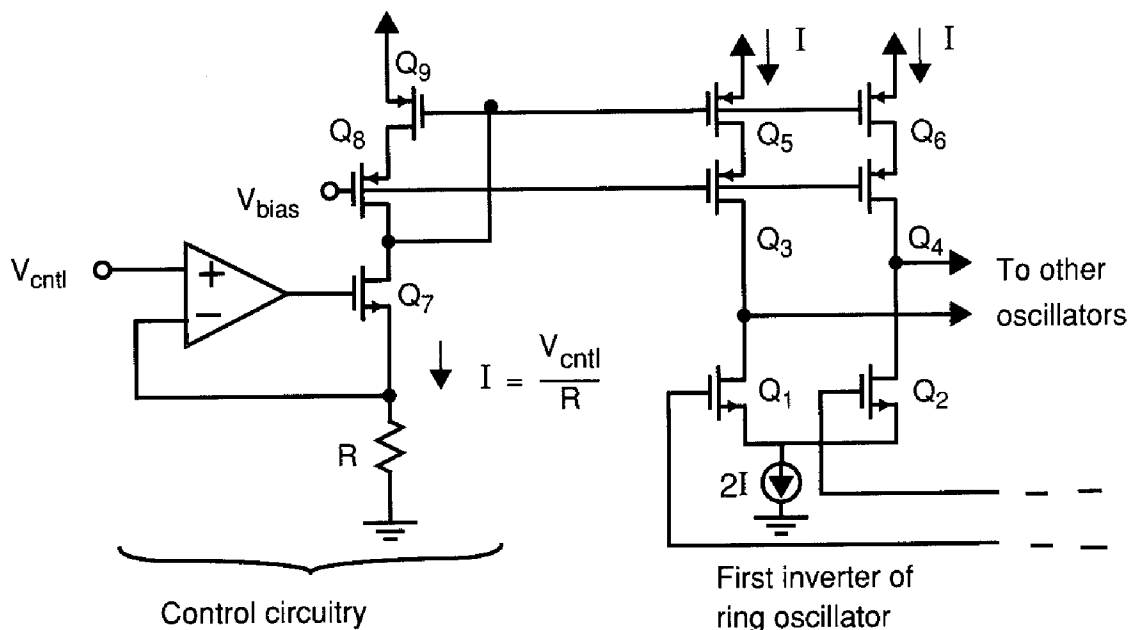 I
I
Q9
Q8
Q5
Q6
Vbias
Q3
Q4
Vcntl
+
−
Q7
To other
oscillators
I = Vcntl
R
Q1
Q2
R
2I
First inverter of
ring oscillator
Control circuitry